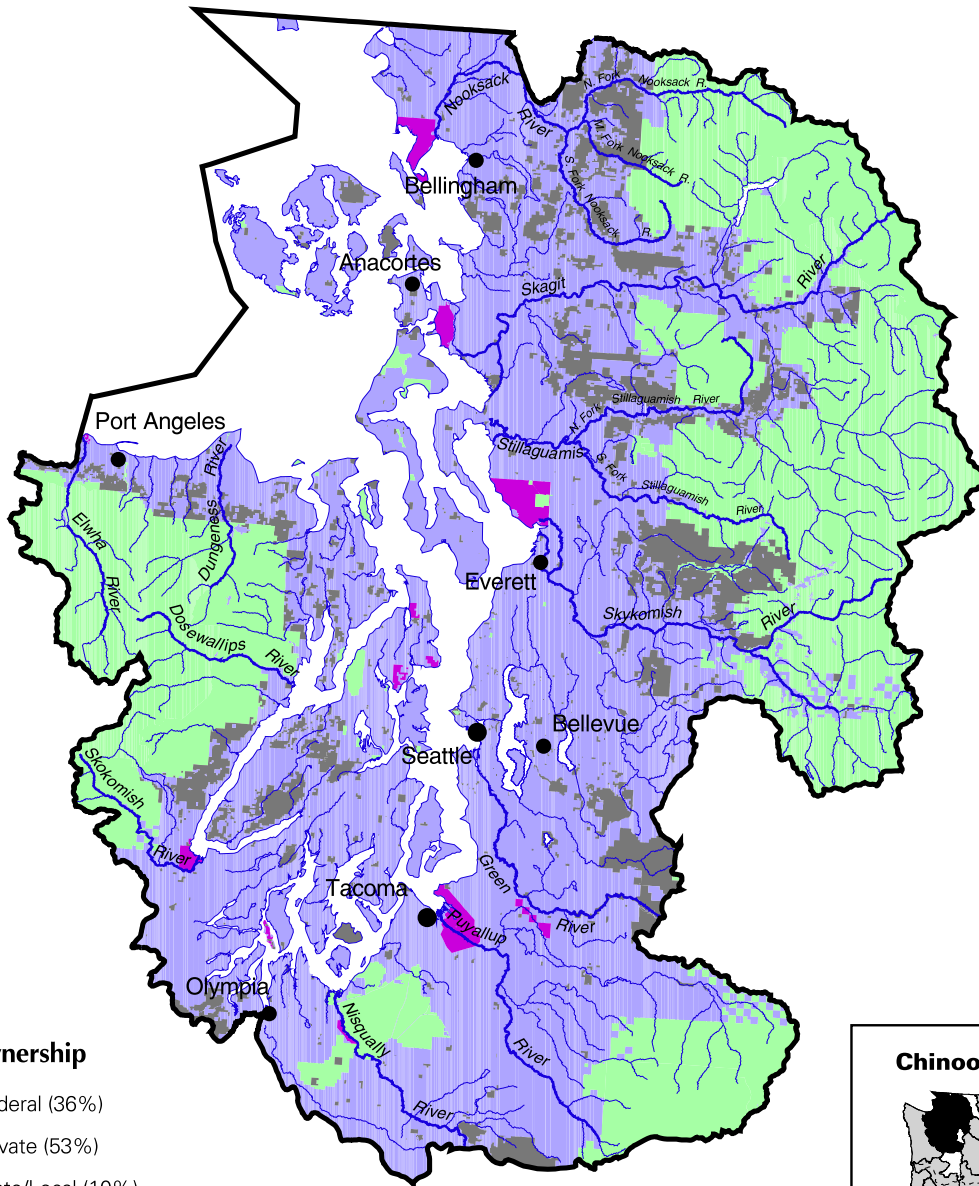 Nooksack
River
N. Fork
Nooksack R.
M. Fork Nooksack R.
S. Fork Nooksack R.
Bellingham
Anacortes
Skagit
River
Port Angeles
N. Fork
Stillaguamish River
Stillaguamis
S. Fork
Stillaguamish
River
River
Dungeness
Elwha
River
Everett
Skykomish
River
Dosewallips
River
Bellevue
Seattle
Skokomish
River
Green
River
Tacoma
Puyallup
Olympia
Nisqually
River
River
nership
deral (36%)
vate (53%)
Chinoo